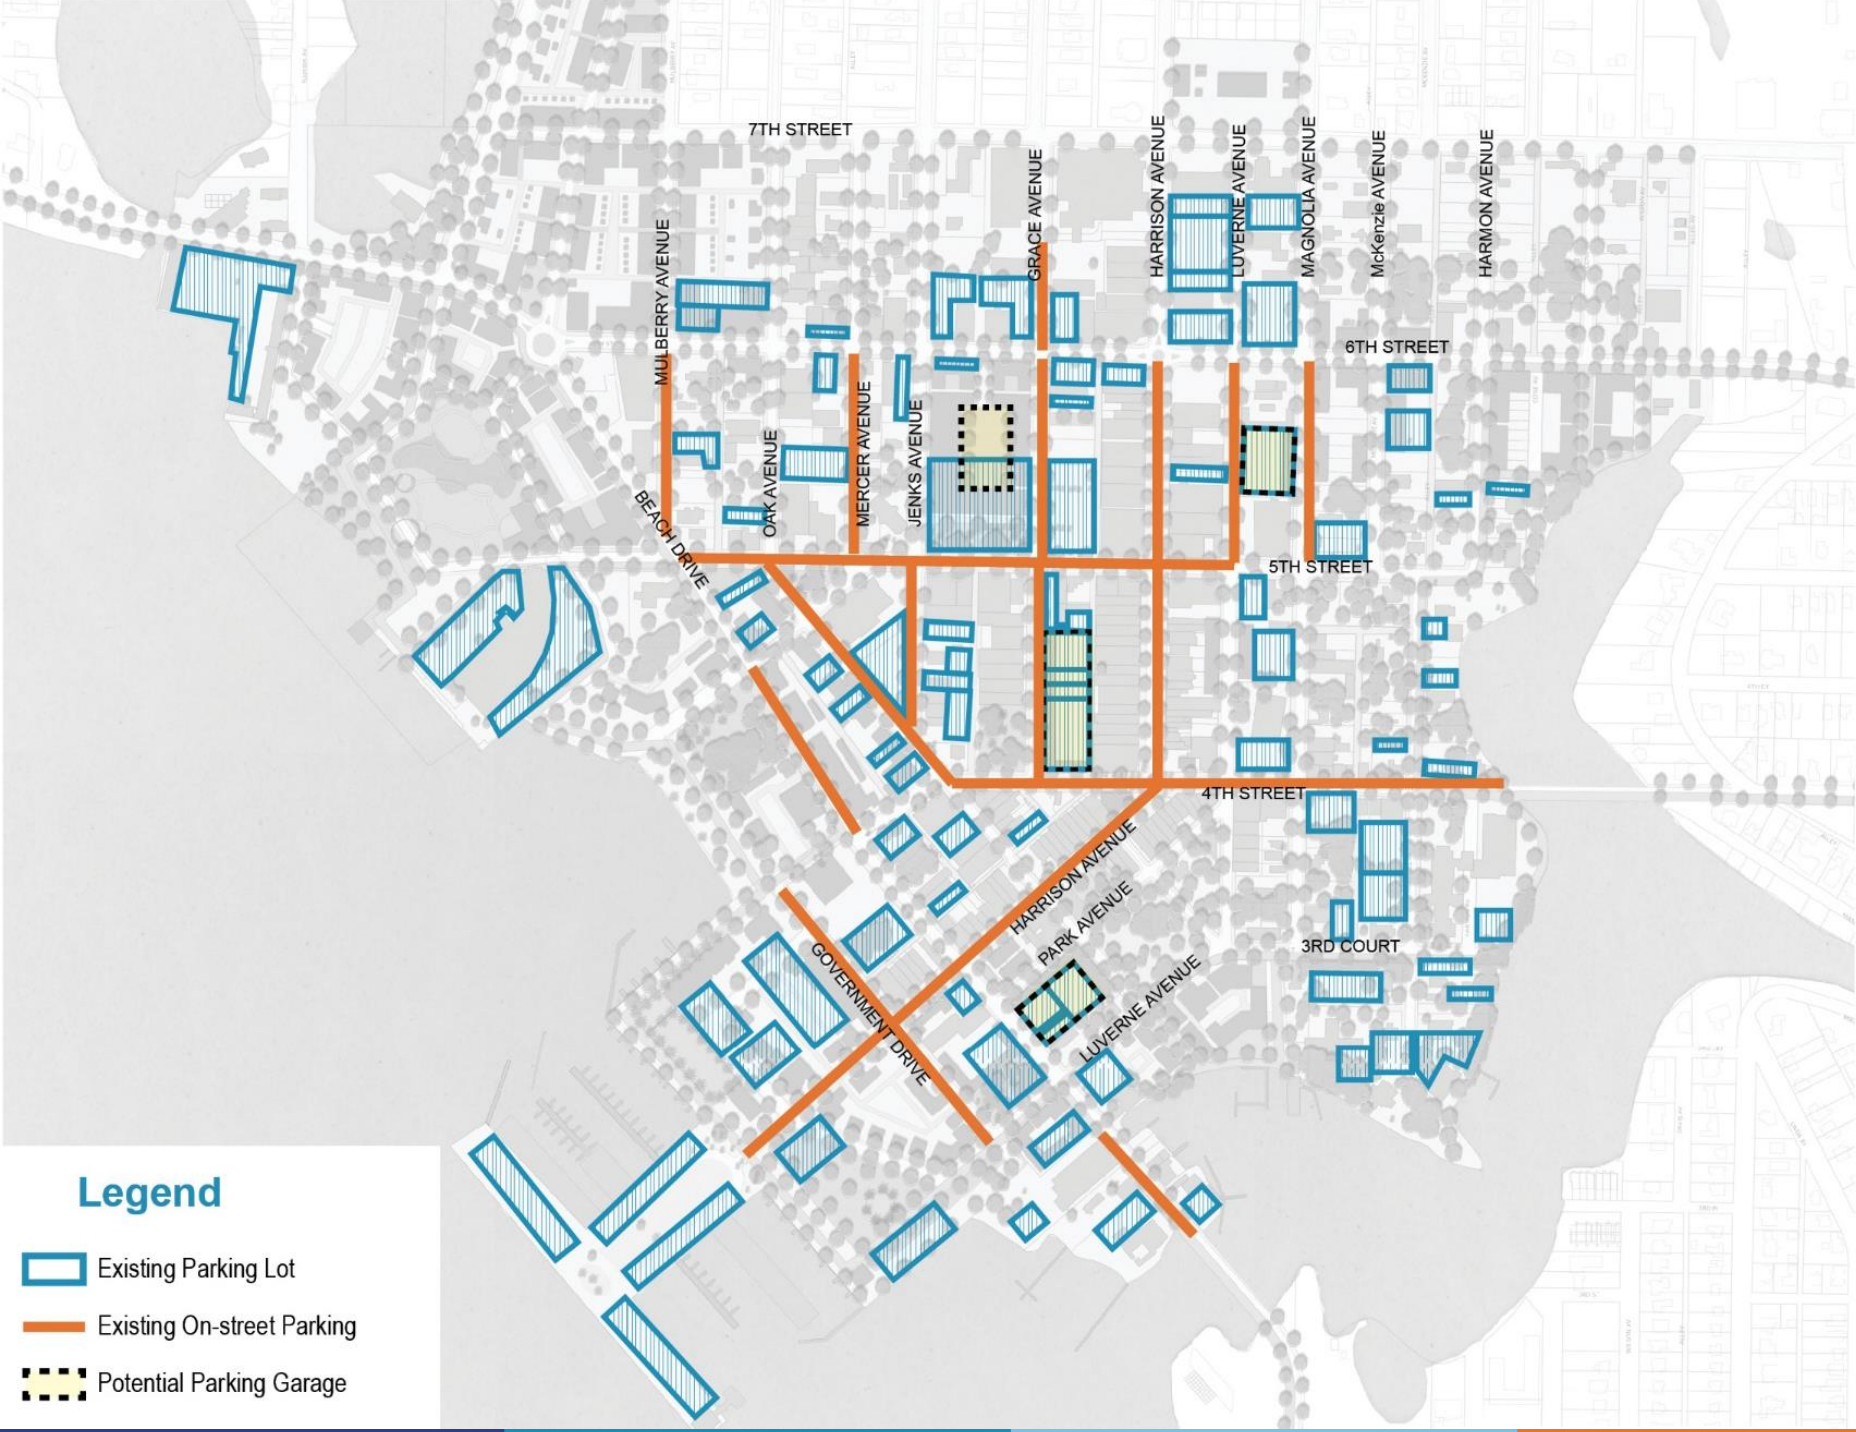 7TH STREET
MULBERRY AVENUE
GRACE AVENUE
HARRISON AVENUE
LUVERNE AVENUE
MAGNOLIA AVENUE
McKenzie AVENUE
HARMON AVENUE
6TH STREET
OAK AVENUE
MERCER AVENUE
JENKS AVENUE
BEACH DRIVE
5TH STREET
4TH STREET
HARRISON AVENUE
PARK AVENUE
LUVERNE AVENUE
GOVERNMENT DRIVE
3RD COURT
Legend
Existing Parking Lot
Existing On-street Parking
Potential Parking Garage